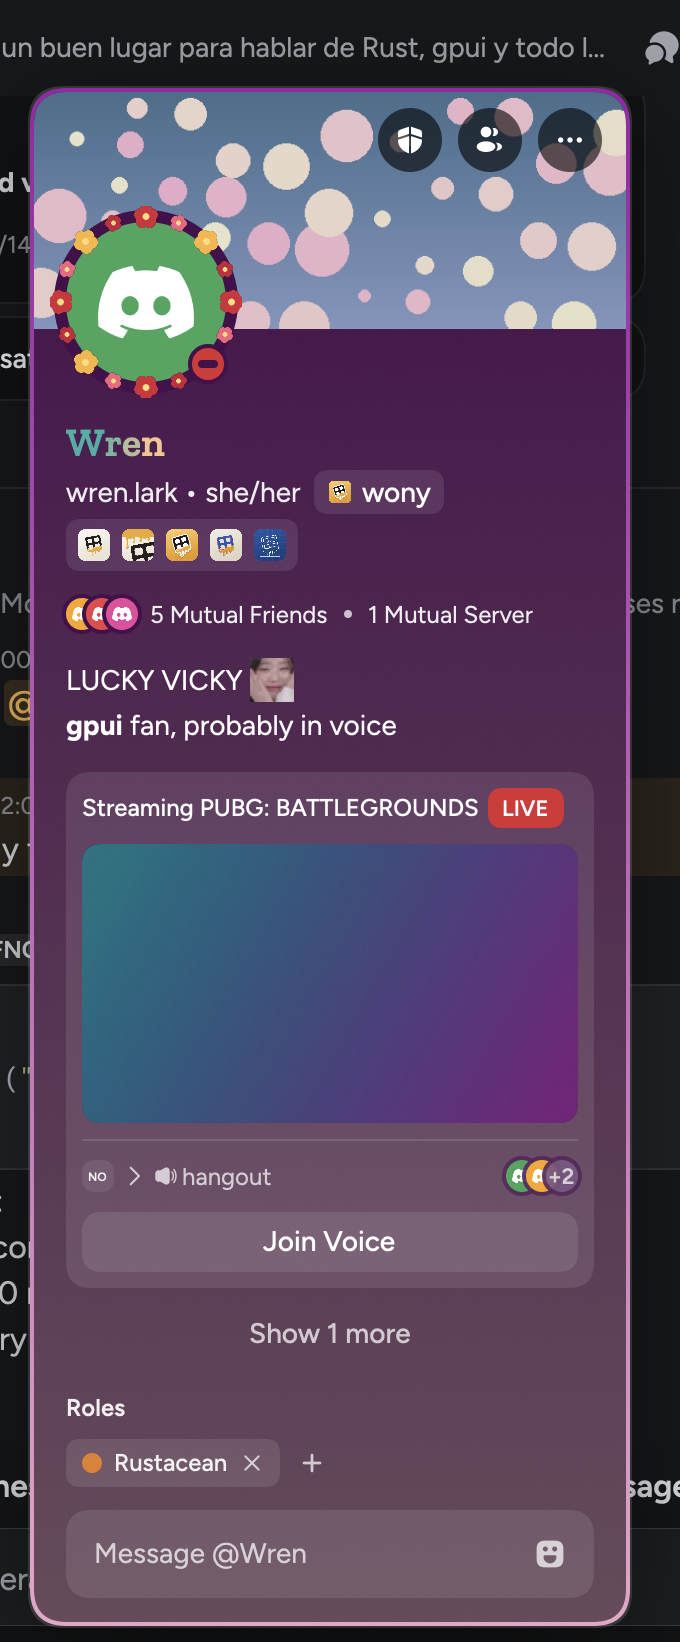 un buen lugar para hablar de Rust, gpui y todo l...
Wren
wren.lark • she/her wony
5 Mutual Friends • 1 Mutual Server
LUCKY VICKY
gpui fan, probably in voice
Streaming PUBG: BATTLEGROUNDS LIVE
NO > hangout +2
Join Voice
Show 1 more
Roles
Rustacean
Message @Wren